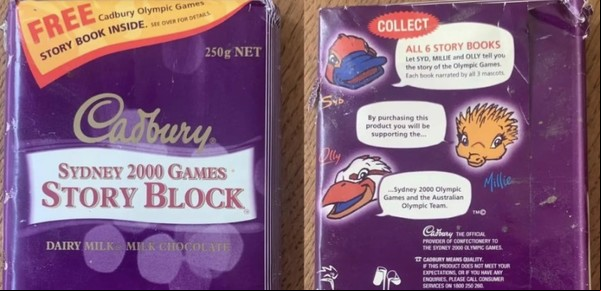 FREE Cadbury Olympic Games
STORY BOOK INSIDE. SEE OVER FOR DETAILS.
250g NET
Cadbury
SYDNEY 2000 GAMES
STORY BLOCK
DAIRY MILK MILK CHOCOLATE
COLLECT
ALL 6 STORY BOOKS
Let SYD, MILLIE and OLLY tell you
the story of the Olympic Games.
Each book narrated by all 3 mascots.
Syd
By purchasing this
product you will be
supporting the...
Olly
Millie
...Sydney 2000 Olympic
Games and the Australian
Olympic Team.
TM©
Cadbury THE OFFICIAL
PROVIDER OF CONFECTIONERY TO
THE SYDNEY 2000 OLYMPIC GAMES.
CADBURY MEANS QUALITY.
IF THIS PRODUCT DOES NOT MEET YOUR
EXPECTATIONS, OR IF YOU HAVE ANY
ENQUIRIES, PLEASE CALL CONSUMER
SERVICES ON 1800 250 260.